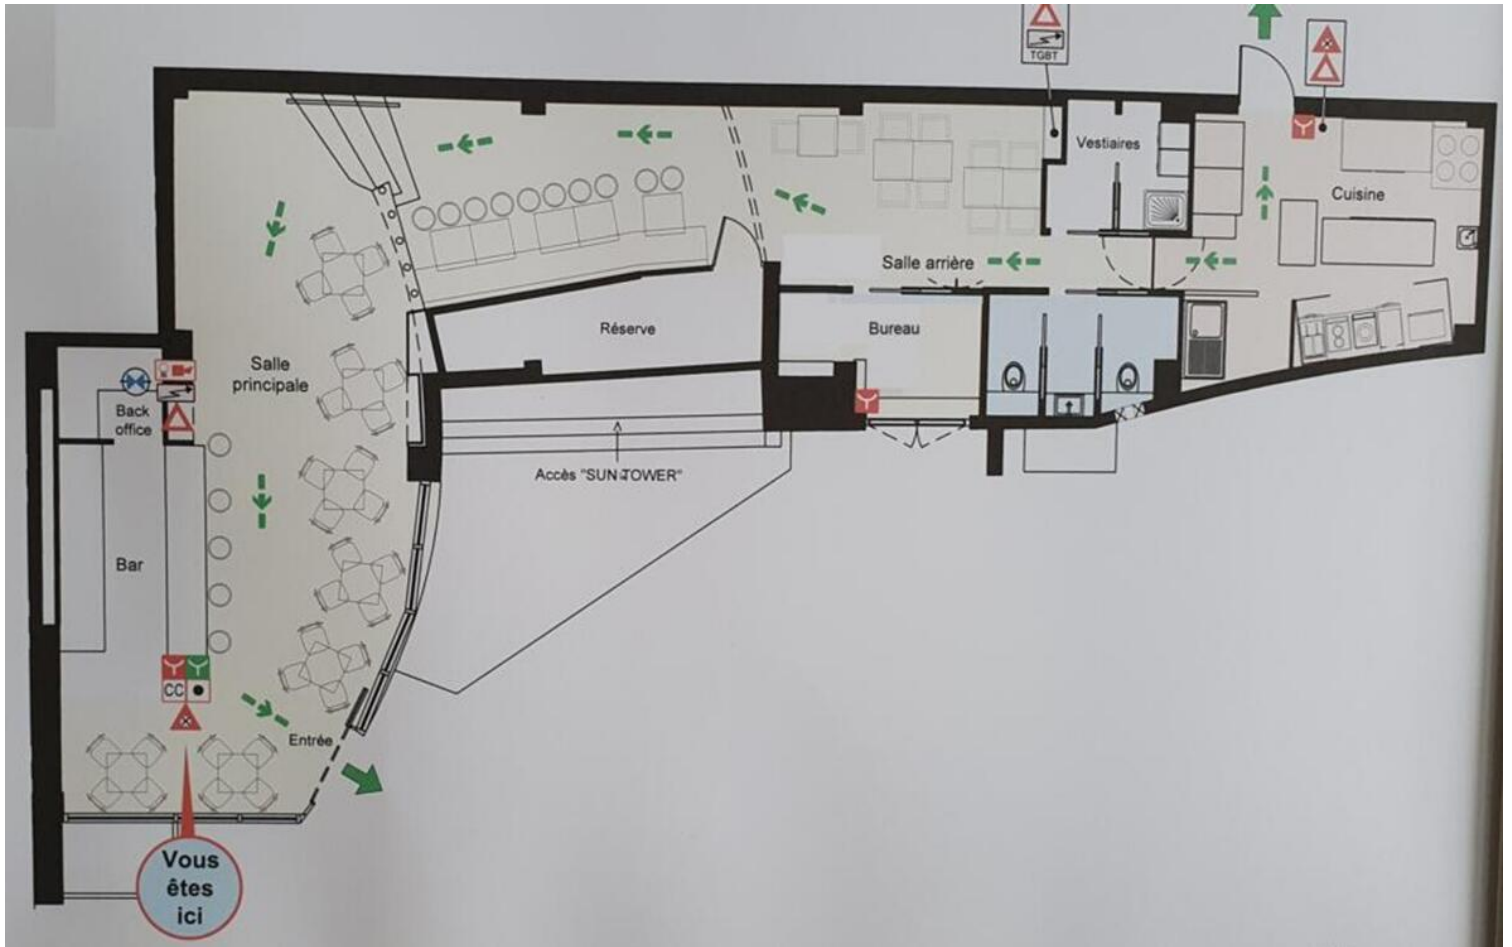 TGBT
Vestiaires
Cuisine
Salle arrière
Réserve
Bureau
Salle
principale
Back
office
Accès "SUN TOWER"
Bar
CC
Entrée
Vous
êtes
ici